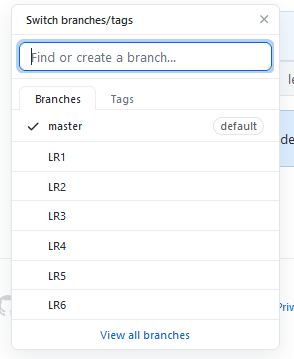 Switch branches/tags
Find or create a branch...
Branches Tags
master default
LR1
LR2
LR3
LR4
LR5
LR6
View all branches